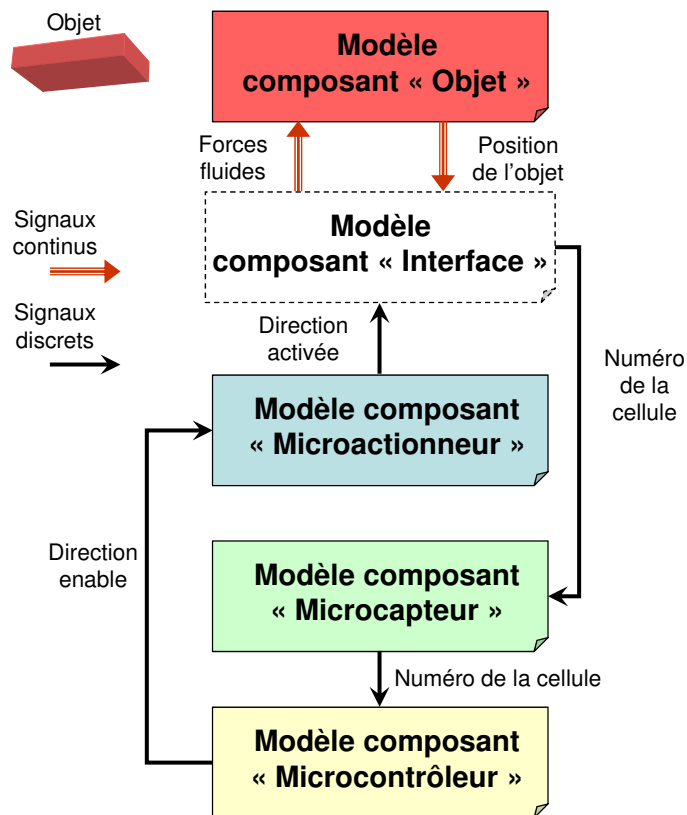 Objet
Modèle
composant « Objet »
Forces
fluides
Position
de l'objet
Signaux
continus
Modèle
composant « Interface »
Signaux
discrets
Direction
activée
Numéro
de la
cellule
Modèle composant
« Microactionneur »
Direction
enable
Modèle composant
« Microcapteur »
Numéro de la cellule
Modèle composant
« Microcontrôleur »